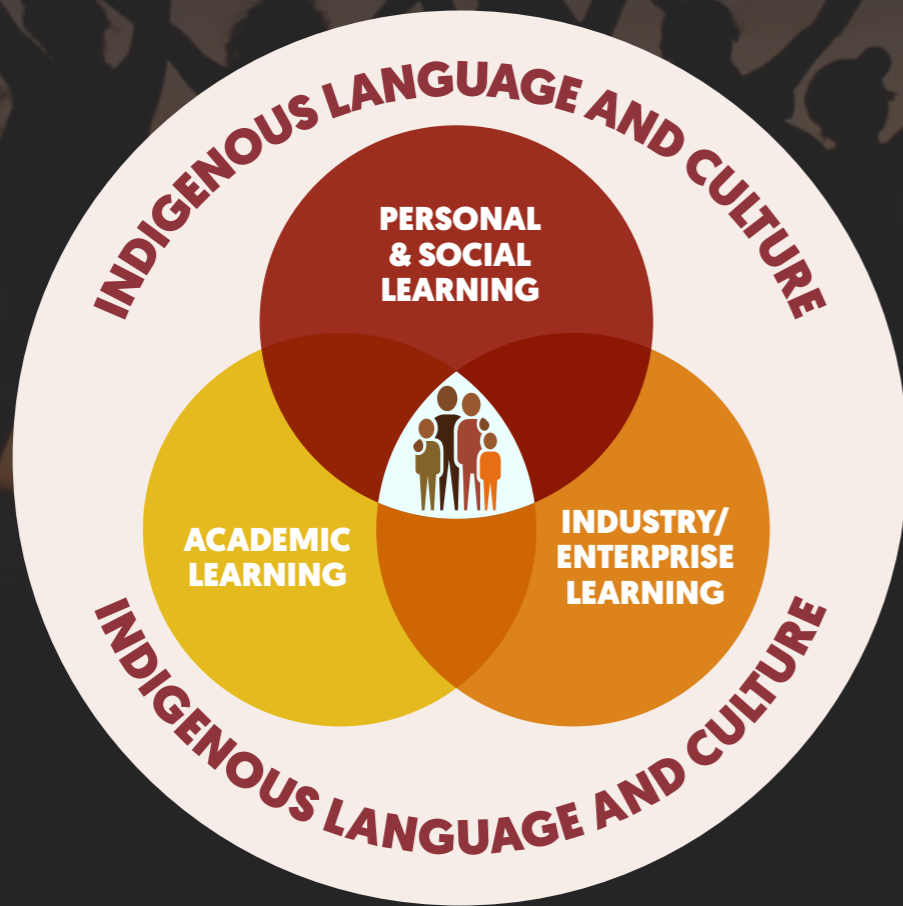 INDIGENOUS LANGUAGE AND CULTURE
PERSONAL
& SOCIAL
LEARNING
ACADEMIC
LEARNING
INDUSTRY/
ENTERPRISE
LEARNING
INDIGENOUS LANGUAGE AND CULTURE